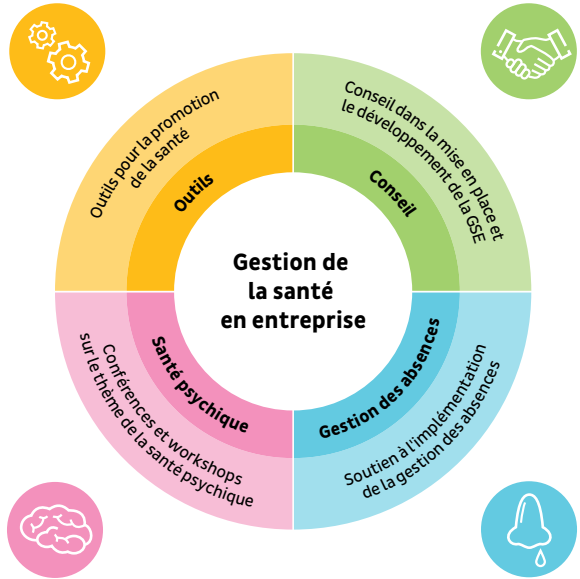 Outils pour la promotion
de la santé
Outils
Conseil dans la mise en place et
le développement de la GSE
Conseil
Gestion de
la santé
en entreprise
Santé psychique
Conférences et workshops
sur le thème de la santé psychique
Gestion des absences
Soutien à l'implémentation
de la gestion des absences